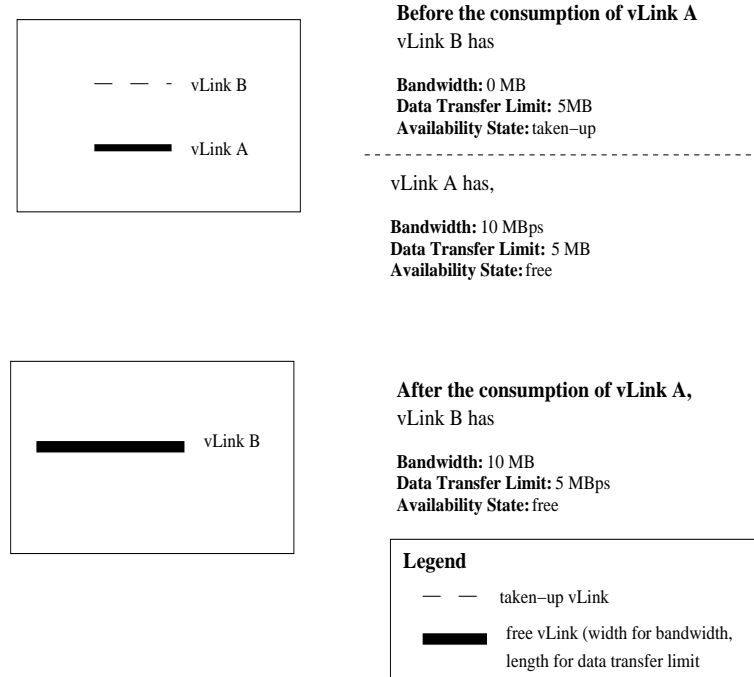 Before the consumption of vLink A
vLink B has
vLink B
Bandwidth: 0 MB
Data Transfer Limit: 5MB
Availability State: taken−up
vLink A
vLink A has,
Bandwidth: 10 MBps
Data Transfer Limit: 5 MB
Availability State: free
After the consumption of vLink A,
vLink B has
vLink B
Bandwidth: 10 MB
Data Transfer Limit: 5 MBps
Availability State: free
Legend
taken−up vLink
free vLink (width for bandwidth,
length for data transfer limit